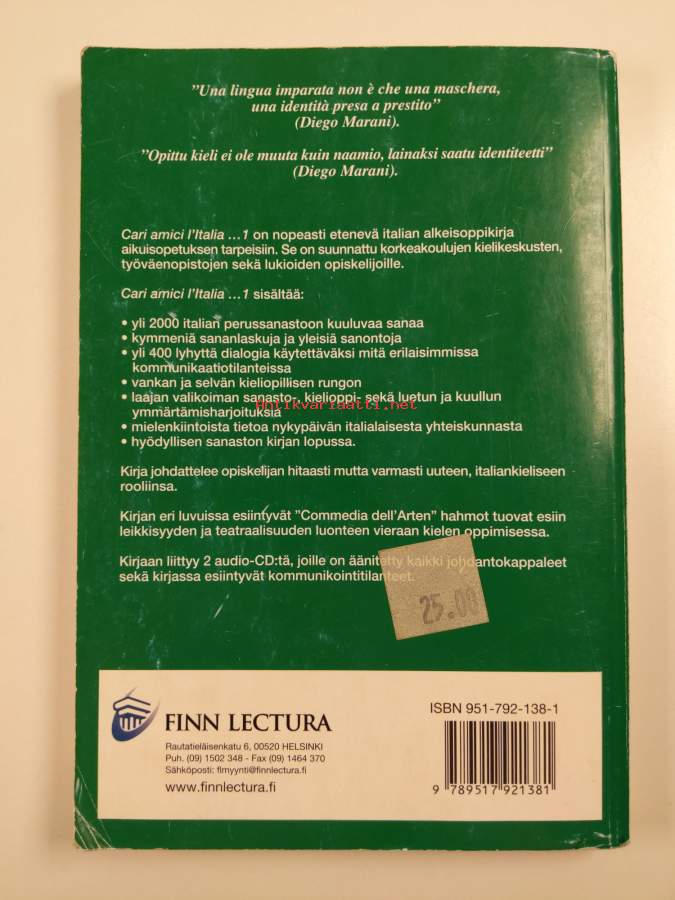 "Una lingua imparata non è che una maschera,
una identità presa a prestito"
(Diego Marani).
"Opittu kieli ei ole muuta kuin naamio, lainaksi saatu identiteetti"
(Diego Marani).
Cari amici l'Italia ...1 on nopeasti etenevä italian alkeisoppikirja
aikuisopetuksen tarpeisiin. Se on suunnattu korkeakoulujen kielikeskusten,
työväenopistojen sekä lukioiden opiskelijoille.
Cari amici l'Italia ...1 sisältää:
• yli 2000 italian perussanastoon kuuluvaa sanaa
• kymmeniä sananlaskuja ja yleisiä sanontoja
• yli 400 lyhyttä dialogia käytettäväksi mitä erilaisimmissa
kommunikaatiotilanteissa
• vankan ja selvän kieliopillisen rungon
• laajan valikoiman sanasto-, kielioppi- sekä luetun ja kuullun
ymmärtämisharjoituksia
Antikvariaatti.net
• mielenkiintoista tietoa nykypäivän italialaisesta yhteiskunnasta
• hyödyllisen sanaston kirjan lopussa.
Kirja johdattelee opiskelijan hitaasti mutta varmasti uuteen, italiankieliseen
rooliinsa.
Kirjan eri luvuissa esiintyvät "Commedia dell'Arten" hahmot tuovat esiin
leikkisyyden ja teatraalisuuden luonteen vieraan kielen oppimisessa.
Kirjaan liittyy 2 audio-CD:tä, joille on äänitetty kaikki johdantokappaleet
sekä kirjassa esiintyvät kommunikointitilanteet.
25.00
FINN LECTURA
Rautatieläisenkatu 6, 00520 HELSINKI
Puh. (09) 1502 348 - Fax (09) 1464 370
Sähköposti: flmyynti@finnlectura.fi
www.finnlectura.fi
ISBN 951-792-138-1
9 789517 921381